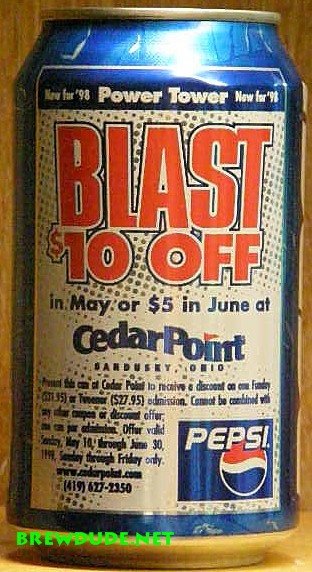 New for '98 Power Tower New for '98
BLAST
$10 OFF
in May or $5 in June at
CedarPoint
SANDUSKY, OHIO
Present this can at Cedar Point to receive a discount on one Funday
($31.95) or Tweener ($27.95) admission. Cannot be combined with
any other coupon or discount offer;
one can per admission. Offer valid
Sunday, May 10, through June 30,
1998, Sunday through Friday only.
www.cedarpoint.com
(419) 627-2350
PEPSI
BREWDUDE.NET